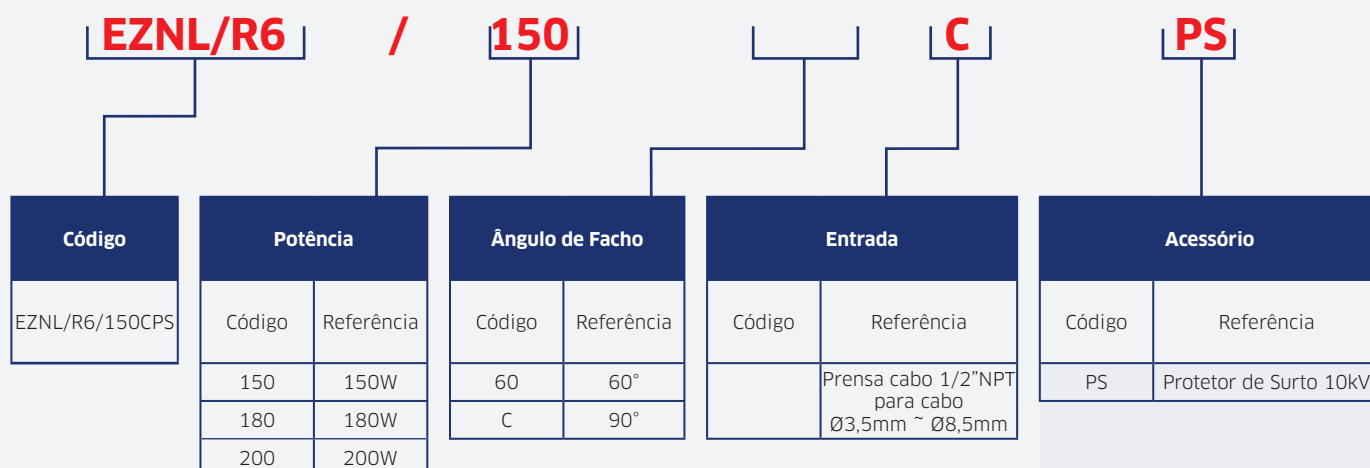 EZNL/R6 / 150 C PS
Código
EZNL/R6/150CPS
Potência
Código Referência
150 150W
180 180W
200 200W
Ângulo de Facho
Código Referência
60 60°
C 90°
Entrada
Código Referência
Prensa cabo 1/2”NPT
para cabo
Ø3,5mm ~ Ø8,5mm
Acessório
Código Referência
PS Protetor de Surto 10kV